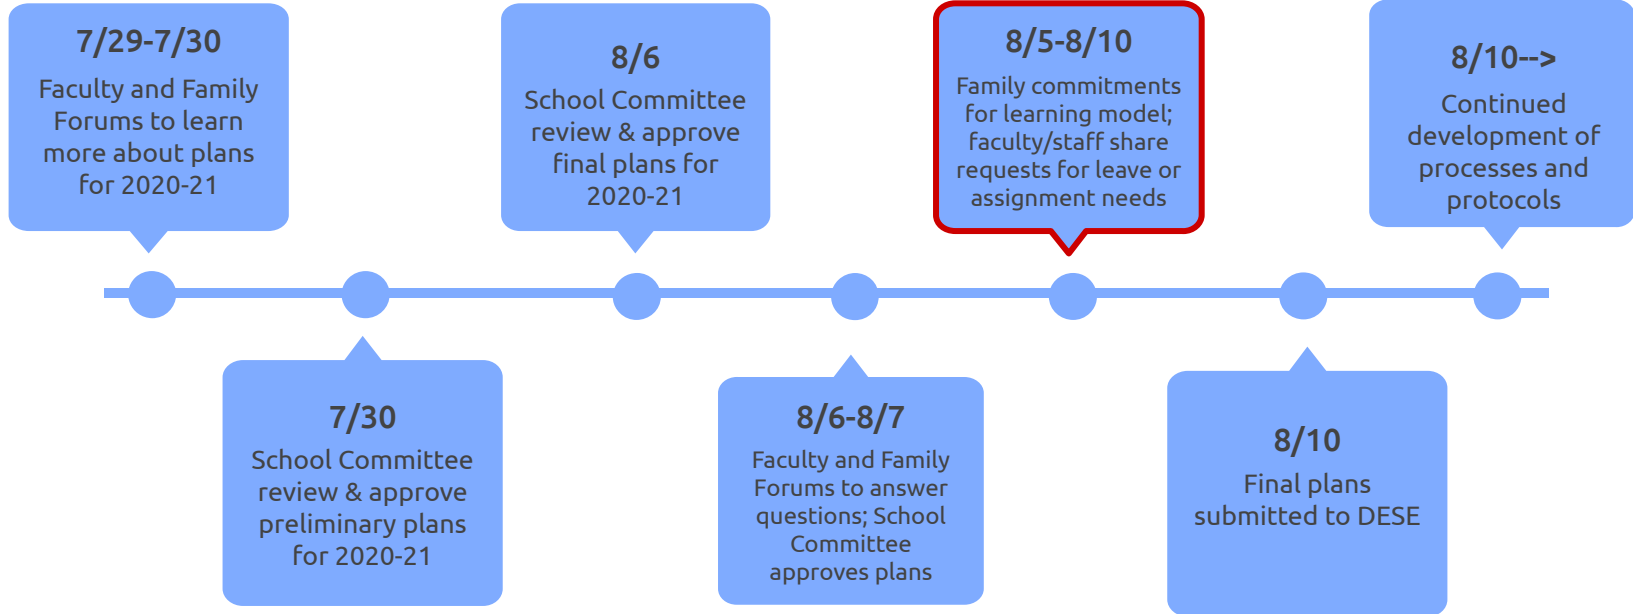 7/29-7/30
Faculty and Family
Forums to learn
more about plans
for 2020-21
7/30
School Committee
review & approve
preliminary plans
for 2020-21
8/6
School Committee
review & approve
final plans for
2020-21
8/6-8/7
Faculty and Family
Forums to answer
questions; School
Committee
approves plans
8/5-8/10
Family commitments
for learning model;
faculty/staff share
requests for leave or
assignment needs
8/10
Final plans
submitted to DESE
8/10-->
Continued
development of
processes and
protocols